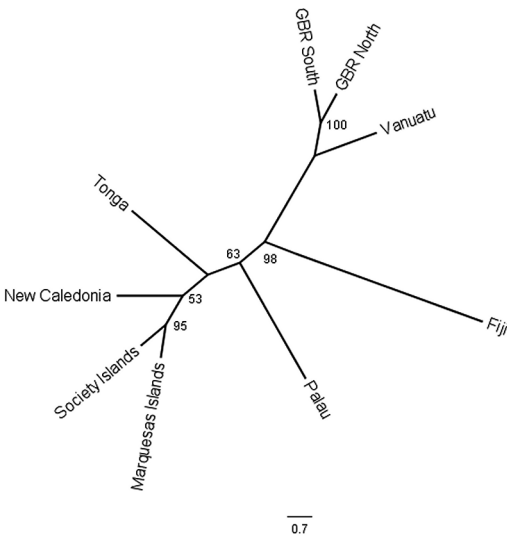 GBR South
GBR North
100
Vanuatu
Tonga
63
98
New Caledonia
53
Fiji
95
Society Islands
Marquesas Islands
Palau
0.7